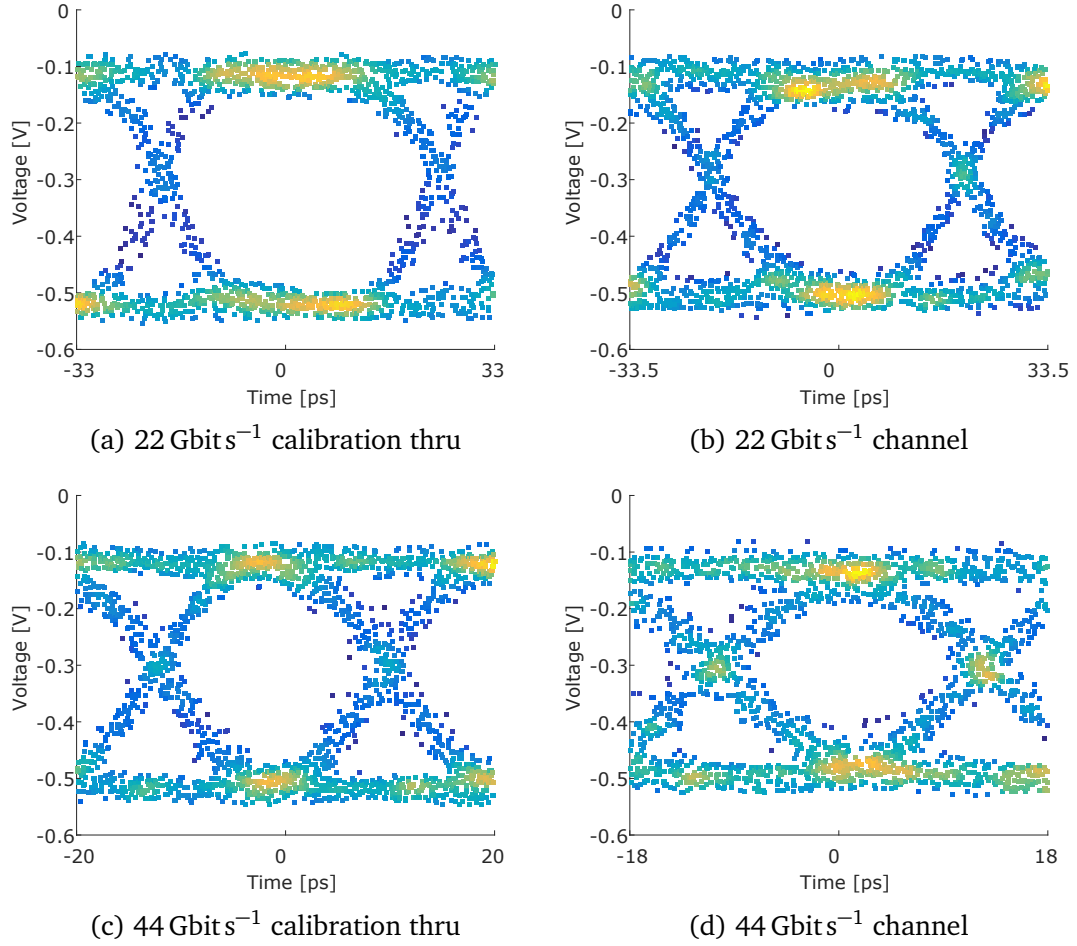 0
-0.1
-0.2
-0.3
-0.4
-0.5
-0.6
Voltage [V]
-33 0 33
Time [ps]
(a) 22 Gbit s⁻¹ calibration thru
0
-0.1
-0.2
-0.3
-0.4
-0.5
-0.6
Voltage [V]
-33.5 0 33.5
Time [ps]
(b) 22 Gbit s⁻¹ channel
0
-0.1
-0.2
-0.3
-0.4
-0.5
-0.6
Voltage [V]
-20 0 20
Time [ps]
(c) 44 Gbit s⁻¹ calibration thru
0
-0.1
-0.2
-0.3
-0.4
-0.5
-0.6
Voltage [V]
-18 0 18
Time [ps]
(d) 44 Gbit s⁻¹ channel